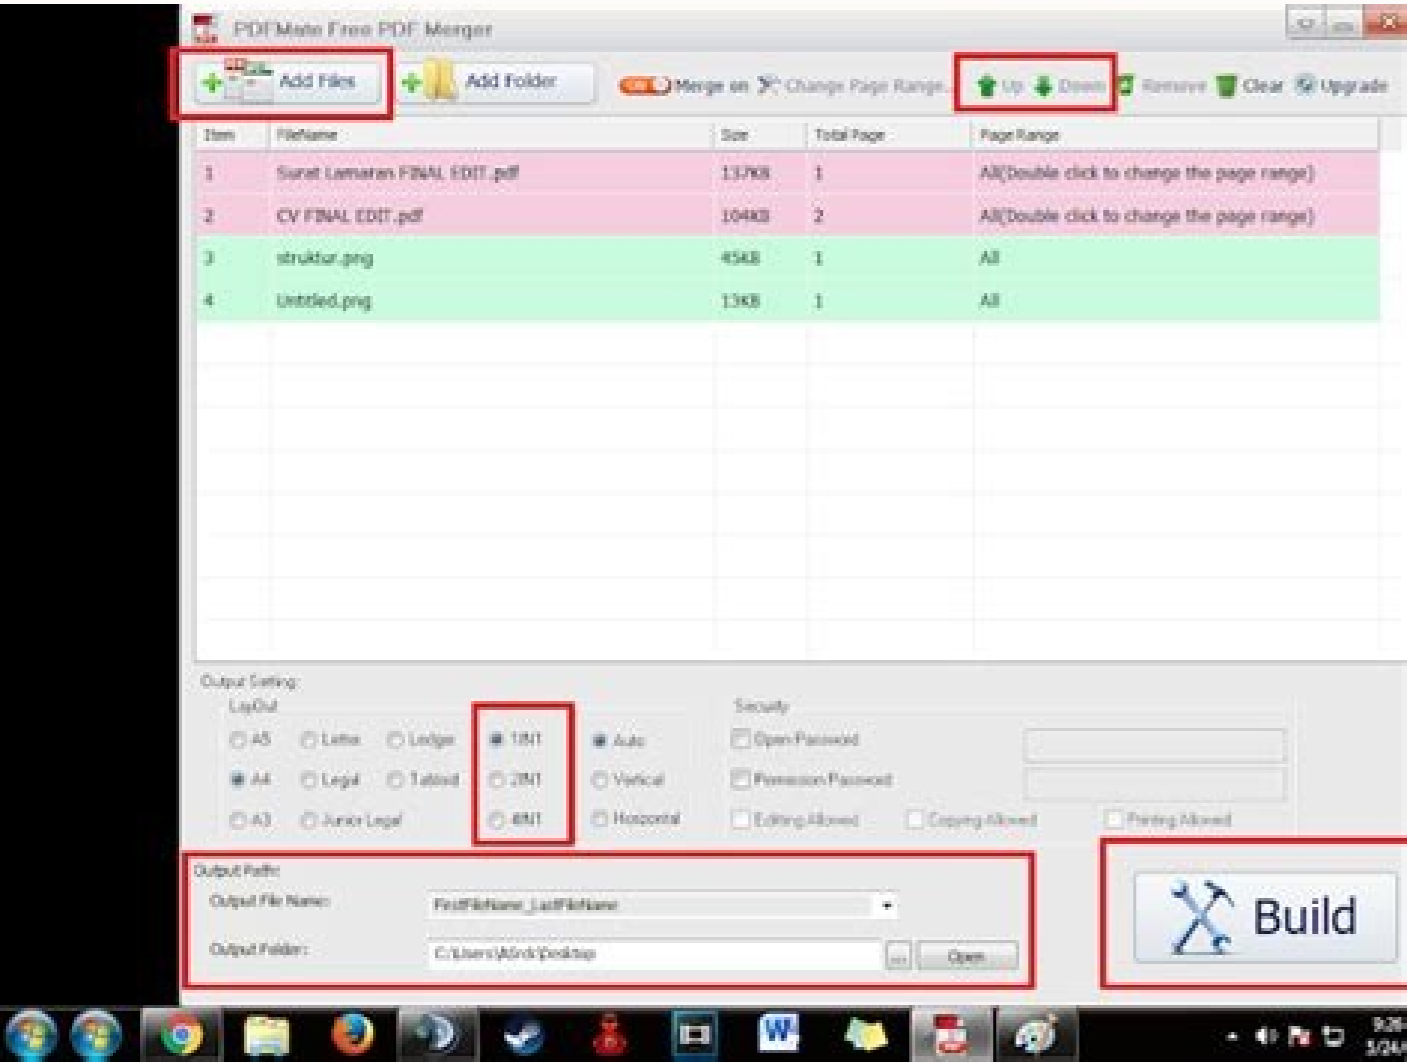 PDFMate Free PDF Merger
Add Files
Add Folder
ON Merge on
Change Page Range...
Up
Down
Remove
Clear
Upgrade
Item FileName Size Total Page Page Range
1 Surat Lamaran FINAL EDIT.pdf 137KB 1 All(Double click to change the page range)
2 CV FINAL EDIT.pdf 104KB 2 All(Double click to change the page range)
3 struktur.png 45KB 1 All
4 Untitled.png 13KB 1 All
Output Setting:
LayOut
Security
A5 Letter Ledger 1IN1 Auto
Open Password
A4 Legal Tabloid 2IN1 Vertical
Permission Password
A3 Junior Legal 4IN1 Horizontal
Editing Allowed Copying Allowed Printing Allowed
Output Path:
Output File Name: FirstFileName_LastFileName
Output Folder:
... Open
Build
W